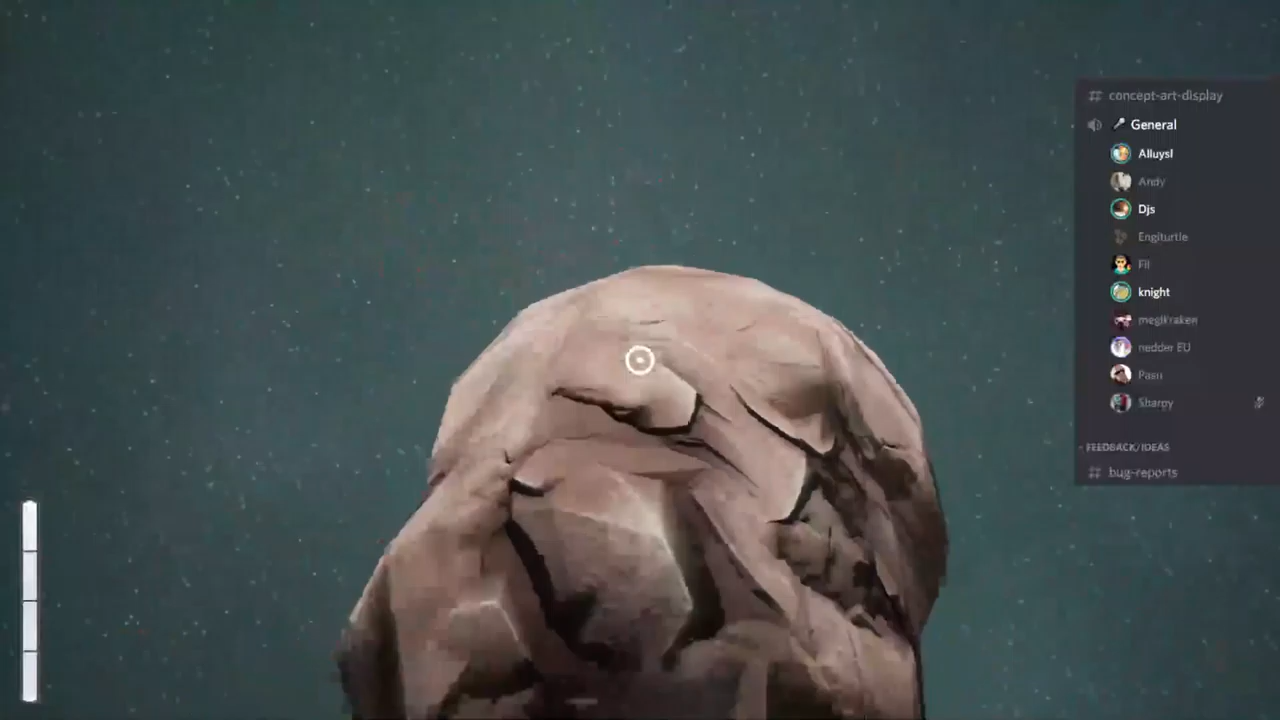 concept-art-display
General
Alluysl
Andy
Djs
Engiturtle
Fil
knight
megikraken
nedder EU
Pasu
Sharpy
FEEDBACK/IDEAS
bug-reports